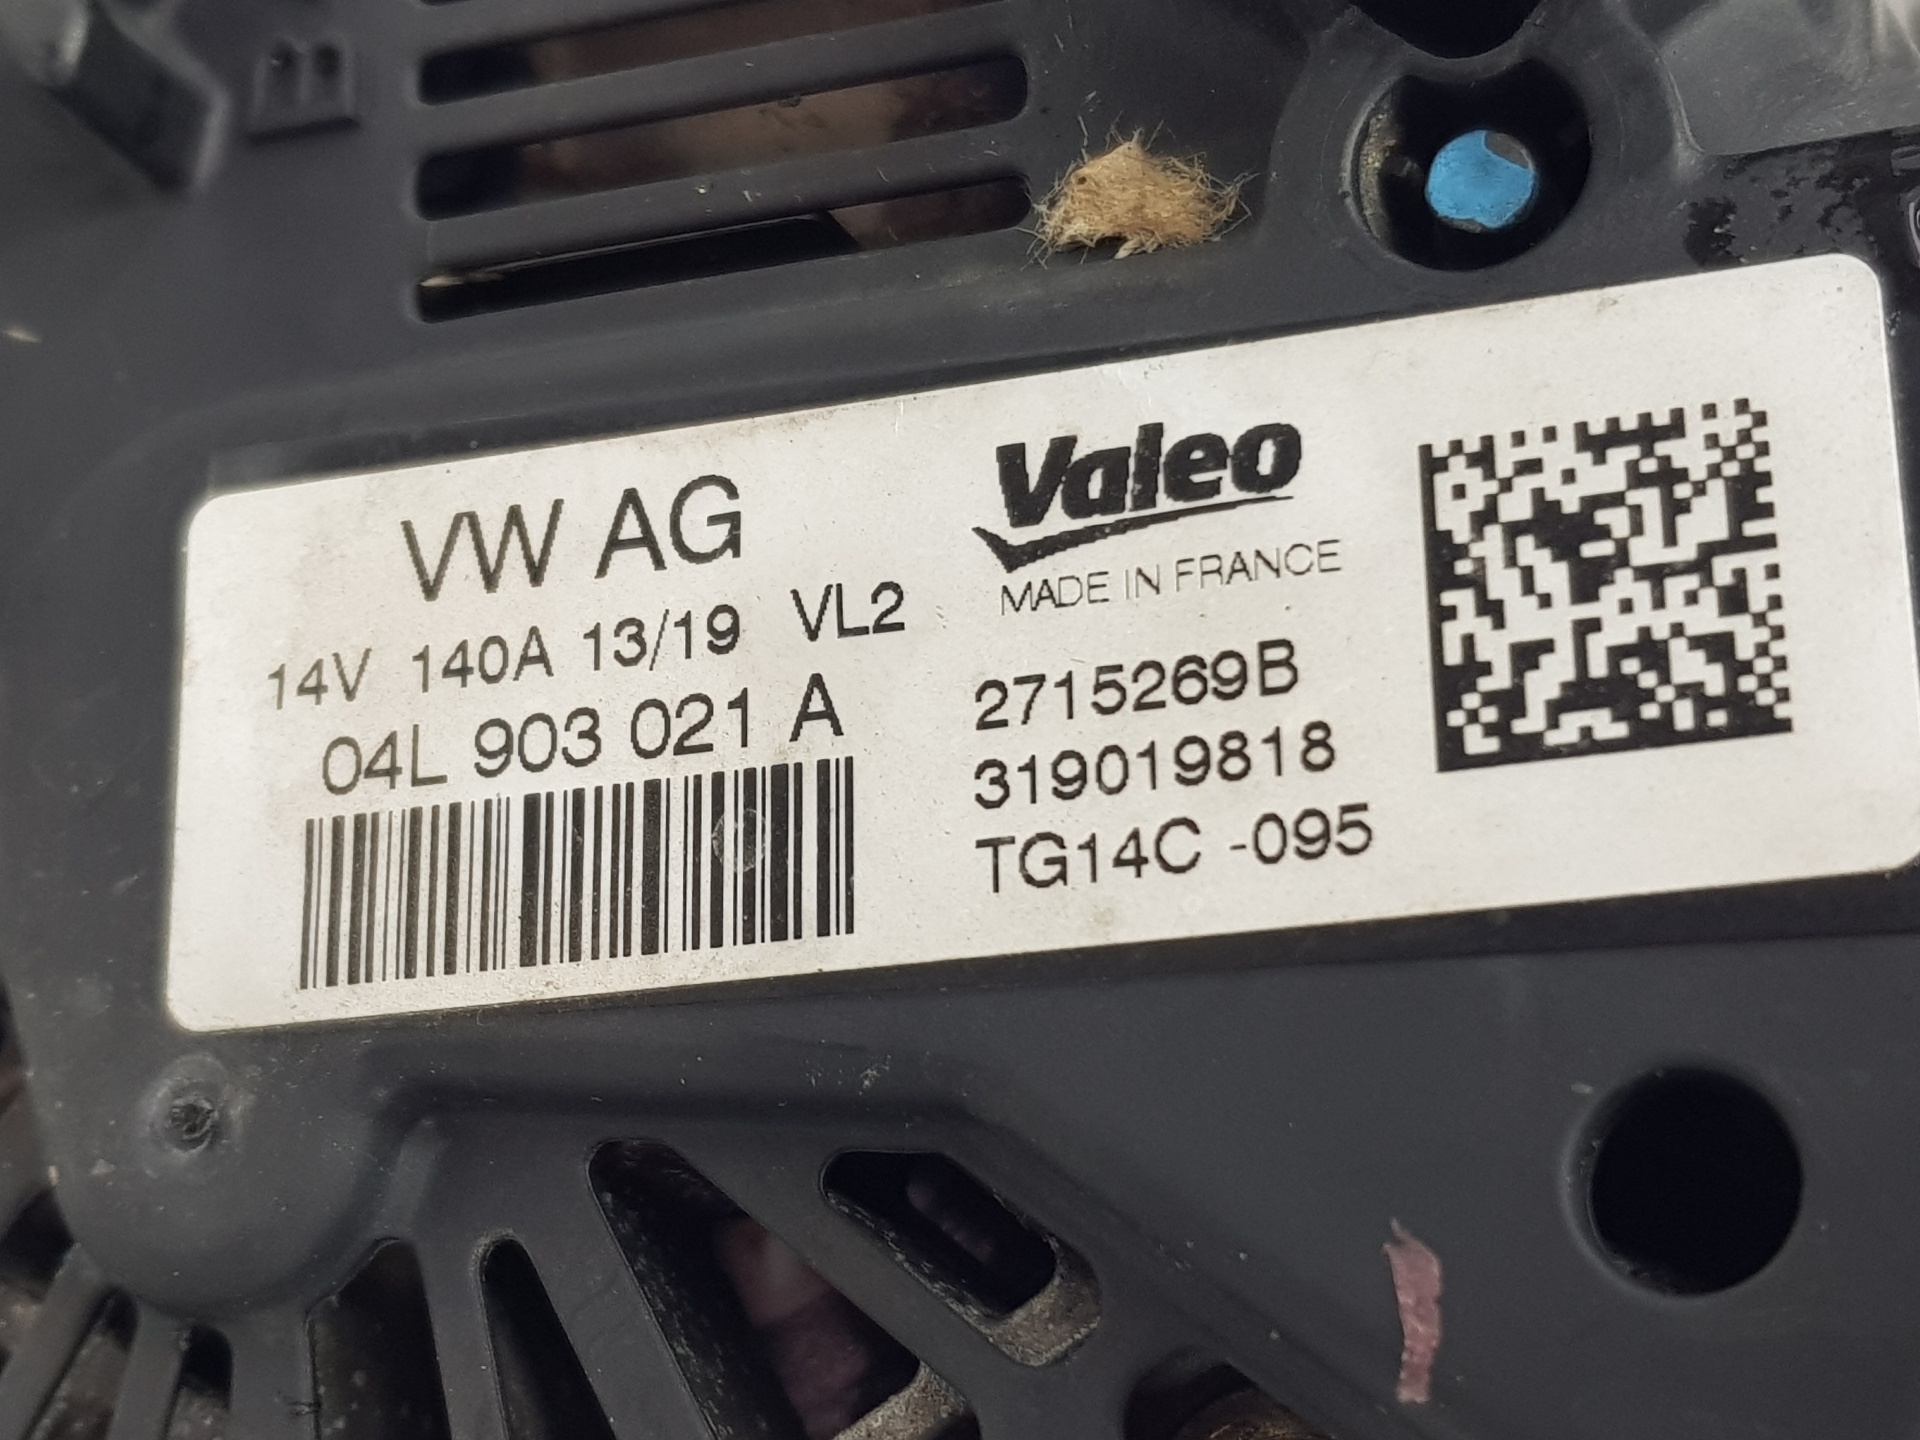 B
VW AG
14V 140A 13/19 VL2
04L 903 021 A
Valeo
MADE IN FRANCE
2715269B
319019818
TG14C -095